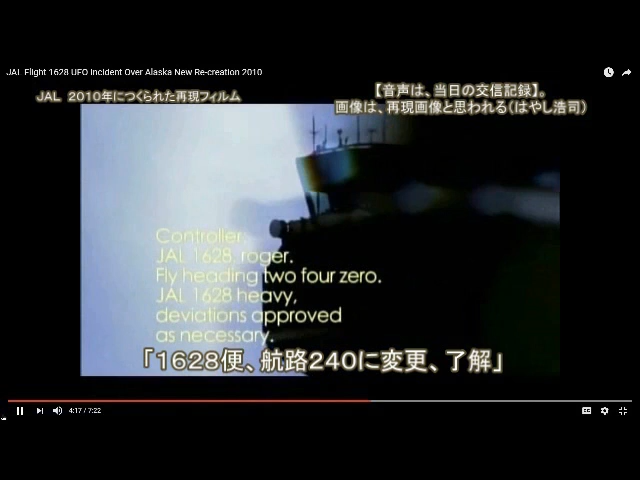 JAL Flight 1628 UFO Incident Over Alaska New Re-creation 2010
JAL 2010年につくられた再現フィルム
【音声は、当日の交信記録】。
画像は、再現画像と思われる(はやし浩司)
Controller:
JAL 1628, roger.
Fly heading two four zero.
JAL 1628 heavy,
deviations approved
as necessary.
「1628便、航路240に変更、了解」
4:17 / 7:22